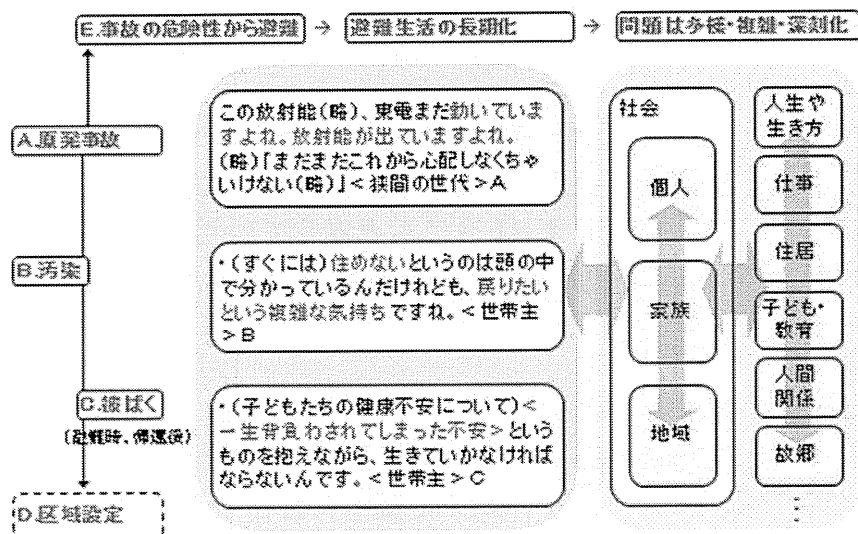 E.事故の危険性から避難 → 避難生活の長期化 → 問題は多様・複雑・深刻化
A.原発事故
B.汚染
C.被ばく
(避難時、帰還後)
D.区域設定
この放射能(略)、東電まだ動いていま
すよね。放射能が出ていますよね。
(略)「まだまだこれから心配しなくちゃ
いけない(略)」<狭間の世代>A
・(すぐには)住めないというのは頭の中
で分かっているんだけれども、戻りたい
という複雑な気持ちですね。<世帯主
>B
・(子どもたちの健康不安について)<
一生背負わされてしまった不安>という
ものを抱えながら、生きていかなければ
ならないんです。<世帯主>C
社会
個人
家族
地域
人生や
生き方
仕事
住居
子ども・
教育
人間
関係
故郷